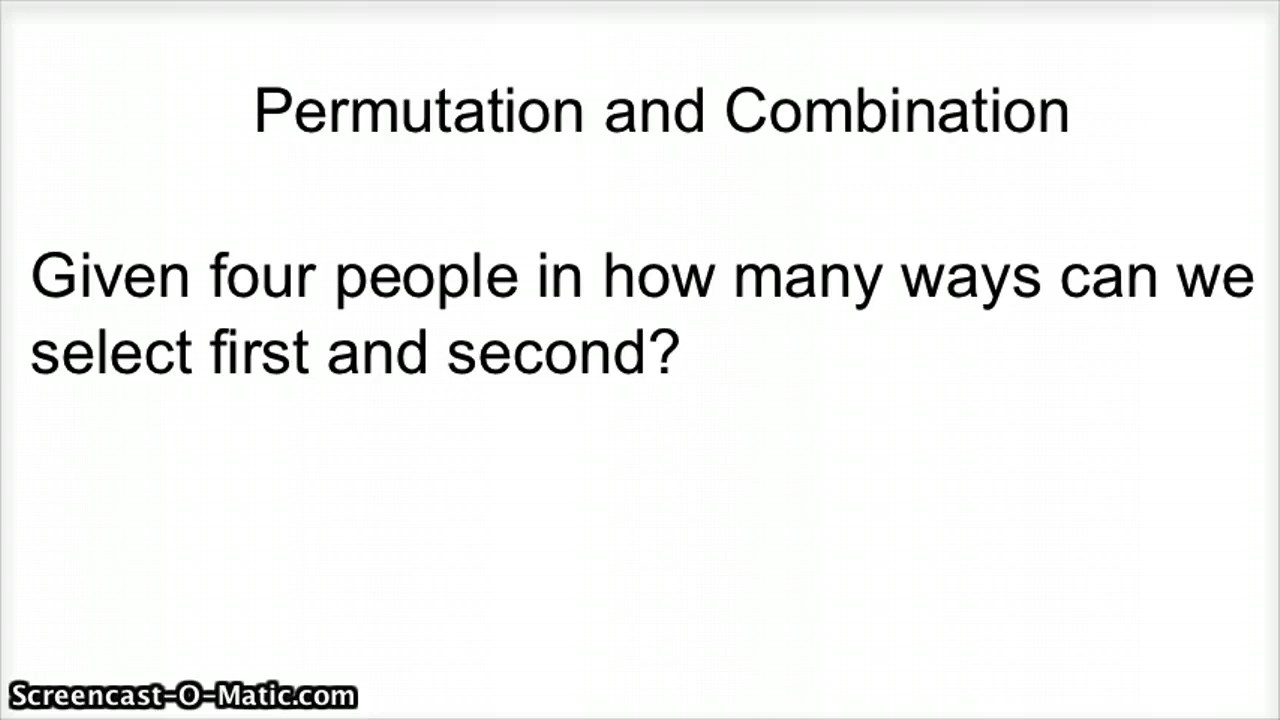 Permutation and Combination
Given four people in how many ways can we
select first and second?
Screencast-O-Matic.com